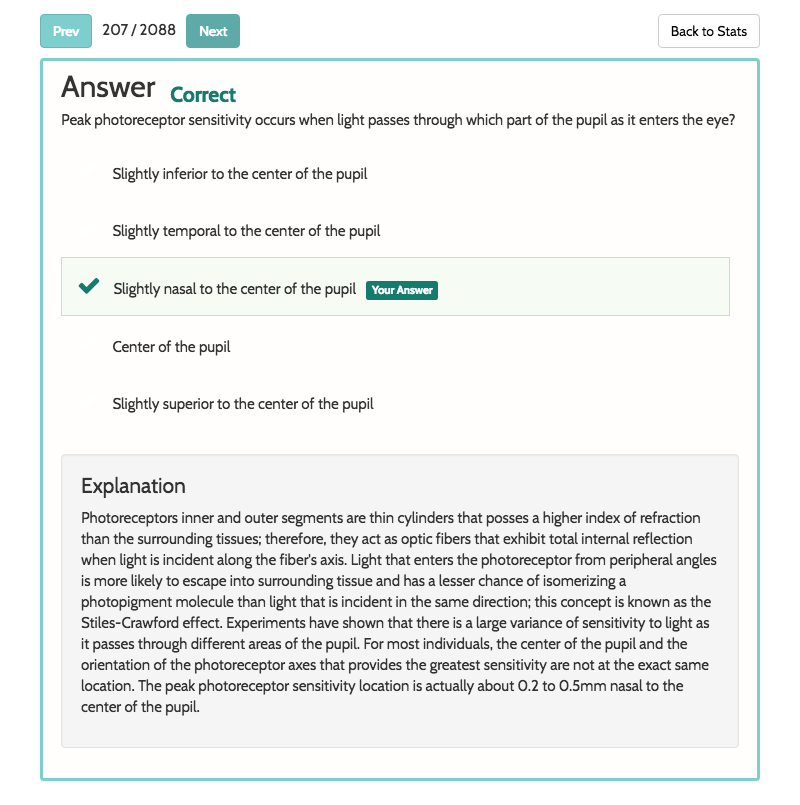 Prev 207 / 2088 Next Back to Stats
Answer Correct
Peak photoreceptor sensitivity occurs when light passes through which part of the pupil as it enters the eye?
Slightly inferior to the center of the pupil
Slightly temporal to the center of the pupil
Slightly nasal to the center of the pupil Your Answer
Center of the pupil
Slightly superior to the center of the pupil
Explanation
Photoreceptors inner and outer segments are thin cylinders that posses a higher index of refraction
than the surrounding tissues; therefore, they act as optic fibers that exhibit total internal reflection
when light is incident along the fiber's axis. Light that enters the photoreceptor from peripheral angles
is more likely to escape into surrounding tissue and has a lesser chance of isomerizing a
photopigment molecule than light that is incident in the same direction; this concept is known as the
Stiles-Crawford effect. Experiments have shown that there is a large variance of sensitivity to light as
it passes through different areas of the pupil. For most individuals, the center of the pupil and the
orientation of the photoreceptor axes that provides the greatest sensitivity are not at the exact same
location. The peak photoreceptor sensitivity location is actually about 0.2 to 0.5mm nasal to the
center of the pupil.